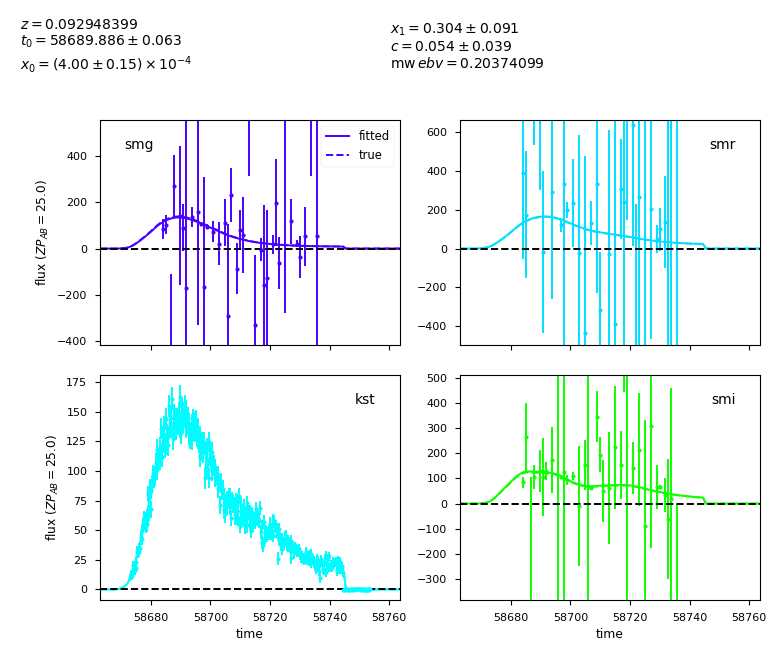 z = 0.092948399
t₀ = 58689.886 ± 0.063
x₀ = (4.00 ± 0.15) × 10⁻⁴
x₁ = 0.304 ± 0.091
c = 0.054 ± 0.039
mw ebv = 0.20374099
smg
fitted
true
400
200
0
−200
−400
flux (ZP_AB = 25.0)
smr
600
400
200
0
−200
−400
kst
175
150
125
100
75
50
25
0
flux (ZP_AB = 25.0)
58680 58700 58720 58740 58760
time
smi
500
400
300
200
100
0
−100
−200
−300
58680 58700 58720 58740 58760
time